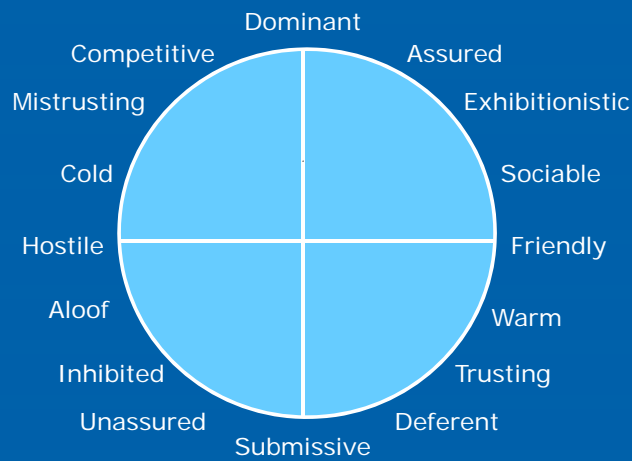 Dominant
Competitive Assured
Mistrusting Exhibitionistic
Cold Sociable
Hostile Friendly
Aloof Warm
Inhibited Trusting
Unassured Deferent
Submissive